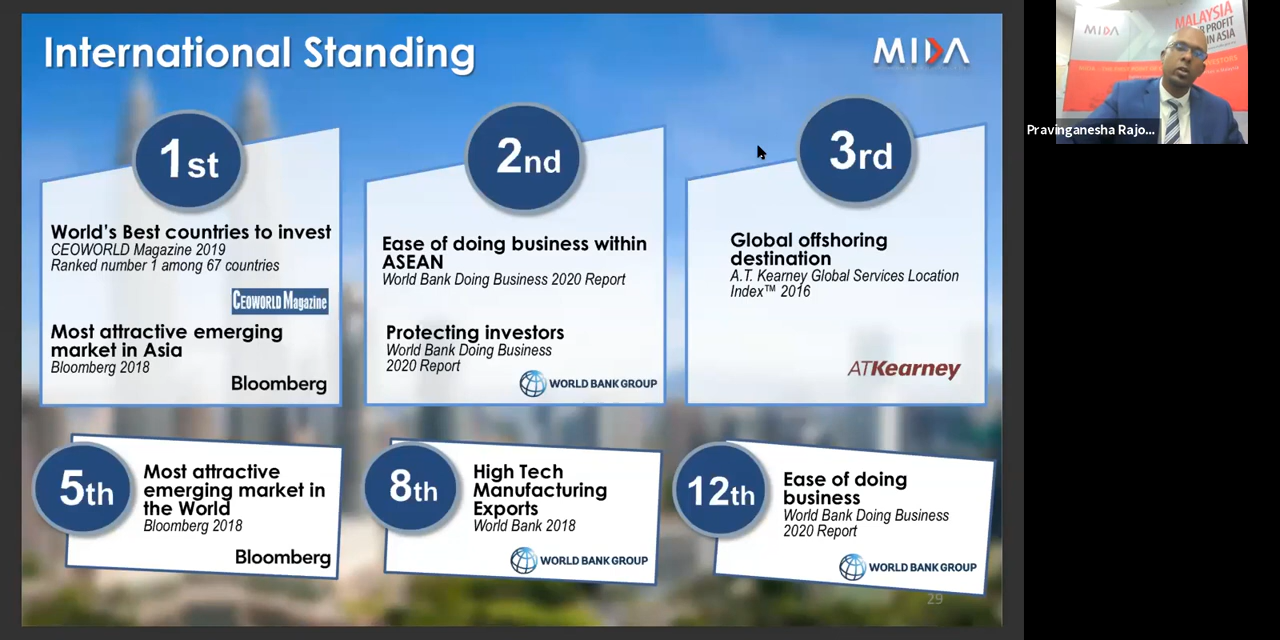 International Standing
MIDA
1st
World's Best countries to invest
CEOWORLD Magazine 2019
Ranked number 1 among 67 countries
CEOWORLD Magazine
Most attractive emerging
market in Asia
Bloomberg 2018
Bloomberg
2nd
Ease of doing business within
ASEAN
World Bank Doing Business 2020 Report
Protecting investors
World Bank Doing Business
2020 Report
WORLD BANK GROUP
3rd
Global offshoring
destination
A.T. Kearney Global Services Location
Index™ 2016
ATKearney
5th
Most attractive
emerging market in
the World
Bloomberg 2018
Bloomberg
8th
High Tech
Manufacturing
Exports
World Bank 2018
WORLD BANK GROUP
12th
Ease of doing
business
World Bank Doing Business
2020 Report
WORLD BANK GROUP
29
MIDA
MALAYSIA
PROFIT
IN ASIA
Pravinganesha Rajo...